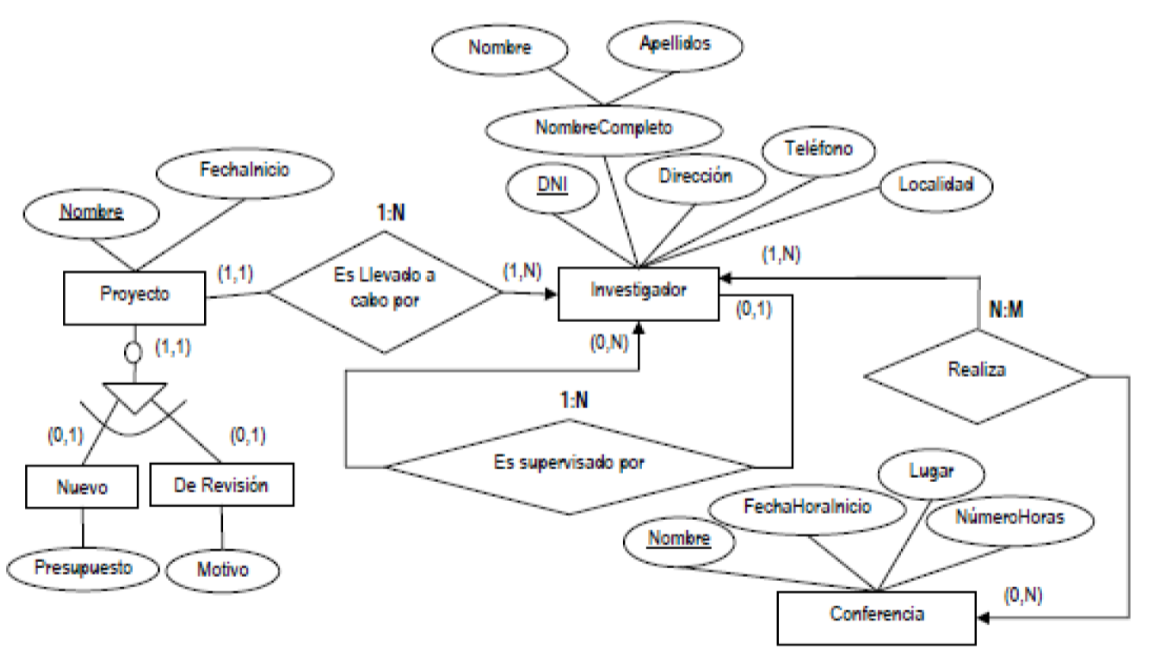 Nombre
Apellidos
NombreCompleto
Teléfono
DNI
Dirección
Localidad
FechaInicio
Nombre
1:N
(1,1)
Es Llevado a
cabo por
(1,N)
(1,N)
Proyecto
Investigador
(0,1)
N:M
(1,1)
(0,N)
Realiza
1:N
(0,1)
(0,1)
Es supervisado por
Nuevo
De Revisión
Lugar
FechaHoraInicio
NúmeroHoras
Nombre
Presupuesto
Motivo
(0,N)
Conferencia